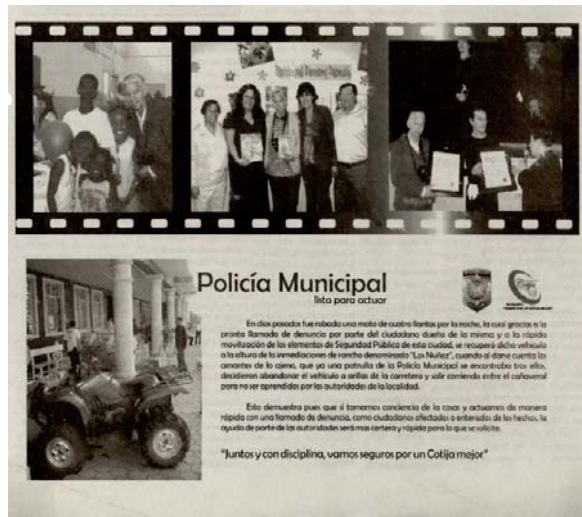 Policía Municipal
lista para actuar
Cotija
En días pasados fue robada una moto de cuatro llantas por la noche, la cual gracias a la
pronta llamada de denuncia por parte del ciudadano dueño de la misma y a la rápida
movilización de los elementos de Seguridad Pública de esta ciudad, se recuperó dicho vehículo
a la altura de la inmediaciones de rancho denominado "Los Nuñez", cuando al darse cuenta los
amantes de lo ajeno, que ya una patrulla de la Policía Municipal se encontraba tras ellos,
decidieron abandonar el vehículo a orillas de la carretera y salir corriendo entre el cañaveral
para no ser aprendidos por las autoridades de la localidad.
Esto demuestra pues que si tomamos conciencia de la cosas y actuamos de manera
rápida con una llamada de denuncia, como ciudadanos afectados o enterados de los hechos, la
ayuda de parte de las autoridades será mas certera y rápida para lo que se solicite.
"Juntos y con disciplina, vamos seguros por un Cotija mejor"